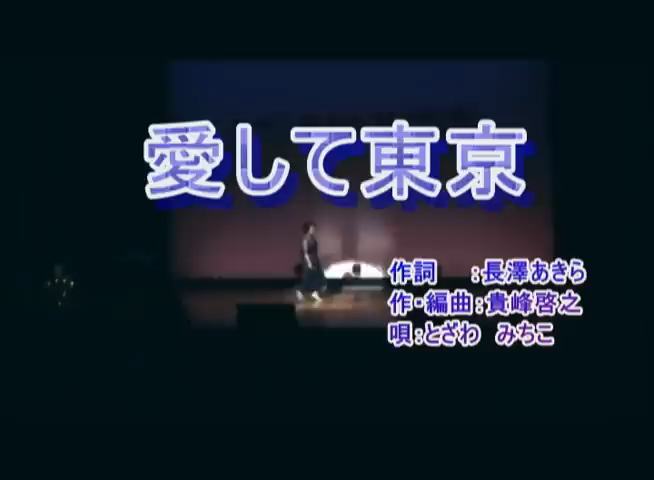 愛して東京
作詞　：長澤あきら
作・編曲：貴峰啓之
唄：とざわ　みちこ